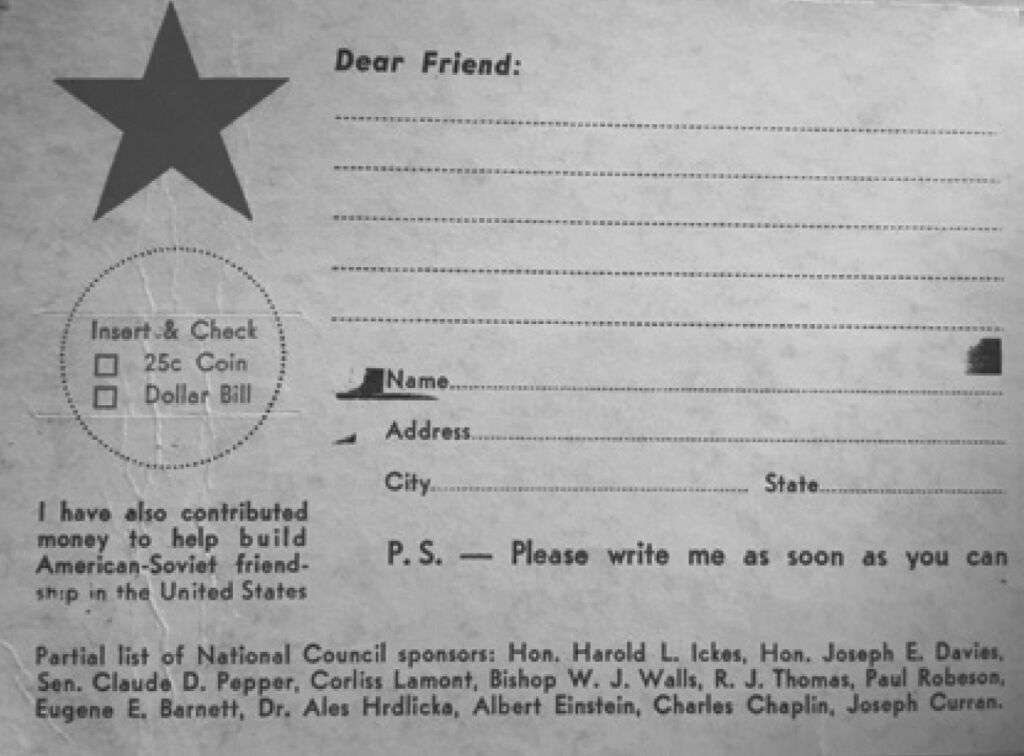 Dear Friend:
Insert & Check
25c Coin
Dollar Bill
Name
Address
City State
I have also contributed
money to help build
American-Soviet friend-
ship in the United States
P. S. — Please write me as soon as you can
Partial list of National Council sponsors: Hon. Harold L. Ickes, Hon. Joseph E. Davies,
Sen. Claude D. Pepper, Corliss Lamont, Bishop W. J. Walls, R. J. Thomas, Paul Robeson,
Eugene E. Barnett, Dr. Ales Hrdlicka, Albert Einstein, Charles Chaplin, Joseph Curran.